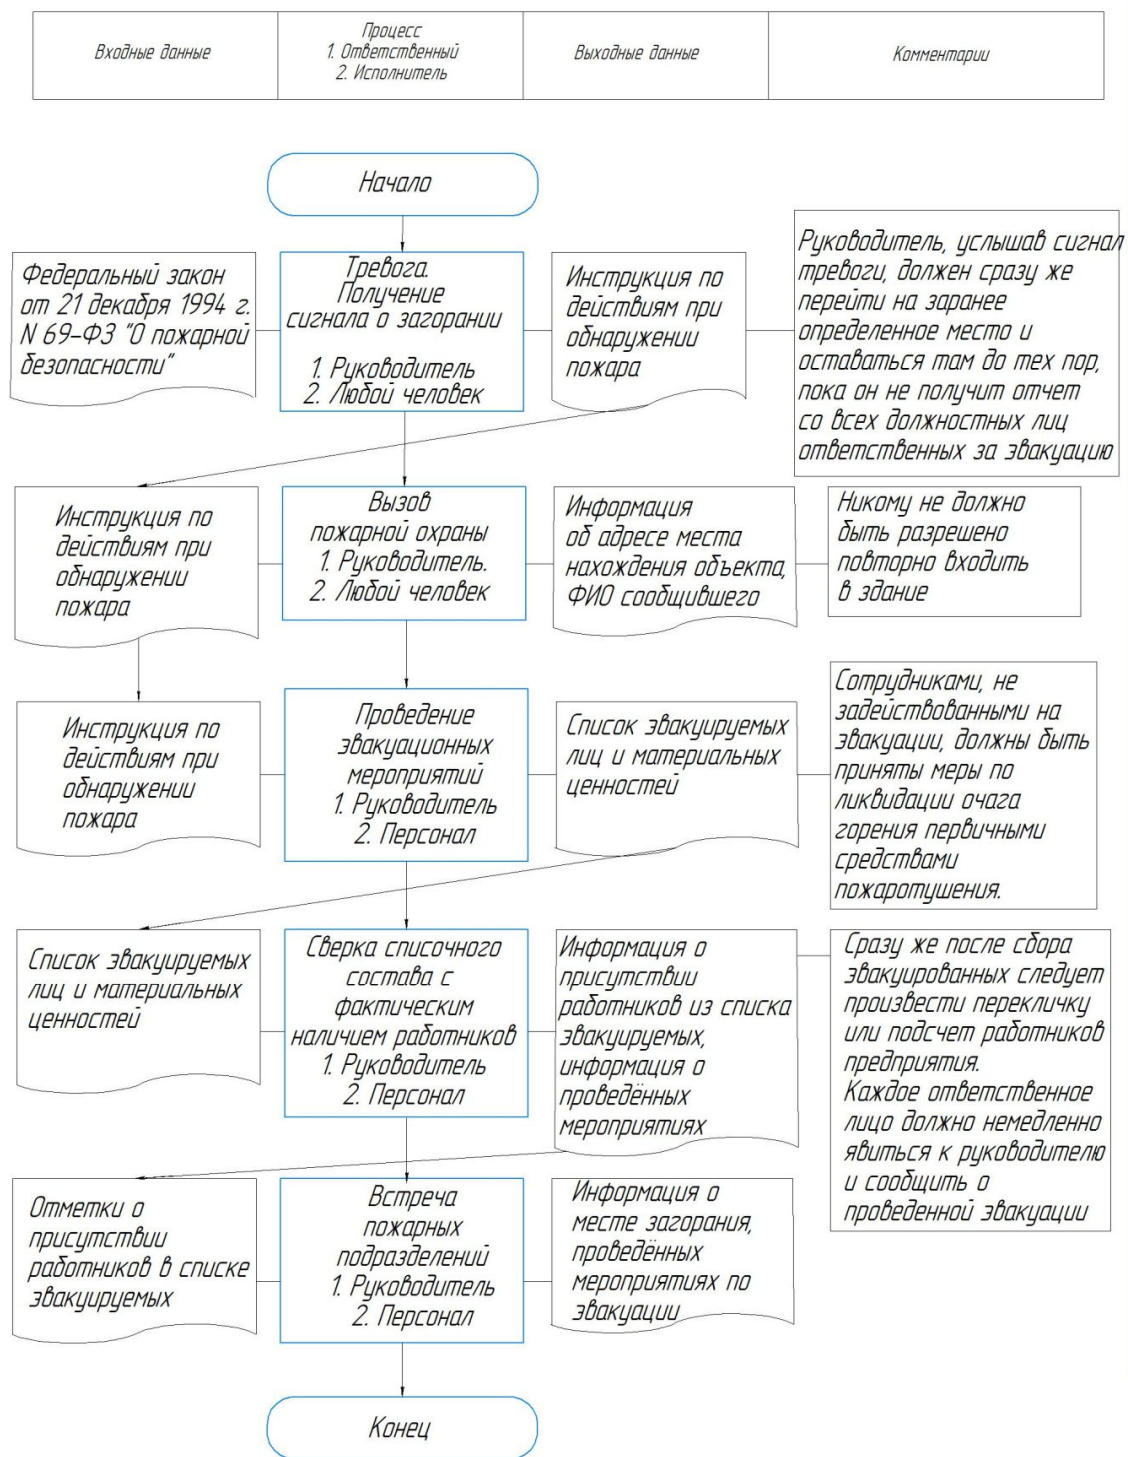 Входные данные
Процесс
1. Ответственный
2. Исполнитель
Выходные данные
Комментарии
Начало
Федеральный закон
от 21 декабря 1994 г.
N 69-ФЗ "О пожарной
безопасности"
Тревога.
Получение
сигнала о загорании
1. Руководитель
2. Любой человек
Инструкция по
действиям при
обнаружении
пожара
Руководитель, услышав сигнал
тревоги, должен сразу же
перейти на заранее
определенное место и
оставаться там до тех пор,
пока он не получит отчет
со всех должностных лиц
ответственных за эвакуацию
Инструкция по
действиям при
обнаружении
пожара
Вызов
пожарной охраны
1. Руководитель.
2. Любой человек
Информация
об адресе места
нахождения объекта,
ФИО сообщившего
Никому не должно
быть разрешено
повторно входить
в здание
Инструкция по
действиям при
обнаружении
пожара
Проведение
эвакуационных
мероприятий
1. Руководитель
2. Персонал
Список эвакуируемых
лиц и материальных
ценностей
Сотрудниками, не
задействованными на
эвакуации, должны быть
приняты меры по
ликвидации очага
горения первичными
средствами
пожаротушения.
Список эвакуируемых
лиц и материальных
ценностей
Сверка списочного
состава с
фактическим
наличием работников
1. Руководитель
2. Персонал
Информация о
присутствии
работников из списка
эвакуируемых,
информация о
проведённых
мероприятиях
Сразу же после сбора
эвакуированных следует
произвести перекличку
или подсчет работников
предприятия.
Каждое ответственное
лицо должно немедленно
явиться к руководителю
и сообщить о
проведенной эвакуации
Отметки о
присутствии
работников в списке
эвакуируемых
Встреча
пожарных
подразделений
1. Руководитель
2. Персонал
Информация о
месте загорания,
проведённых
мероприятиях по
эвакуации
Конец